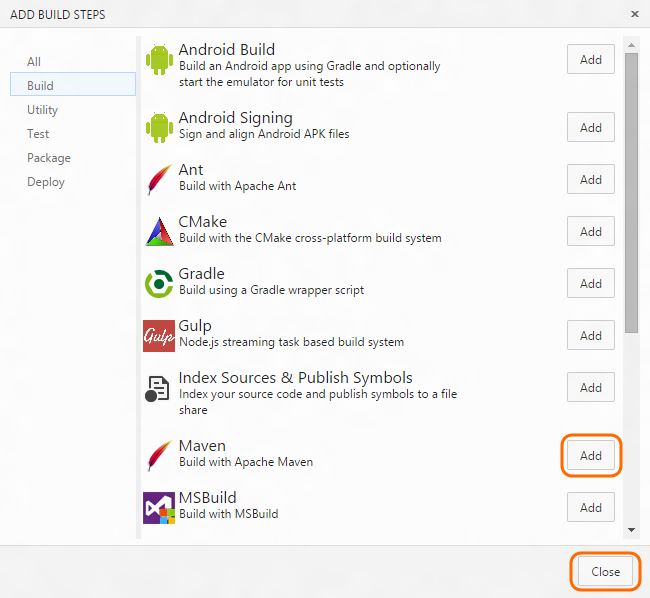 ADD BUILD STEPS ×
All
Build
Utility
Test
Package
Deploy
Android Build
Build an Android app using Gradle and optionally
start the emulator for unit tests
Add
Android Signing
Sign and align Android APK files
Add
Ant
Build with Apache Ant
Add
CMake
Build with the CMake cross-platform build system
Add
Gradle
Build using a Gradle wrapper script
Add
Gulp
Gulp
Node.js streaming task based build system
Add
Index Sources & Publish Symbols
Index your source code and publish symbols to a file
share
Add
Maven
Build with Apache Maven
Add
MSBuild
Build with MSBuild
Add
Close